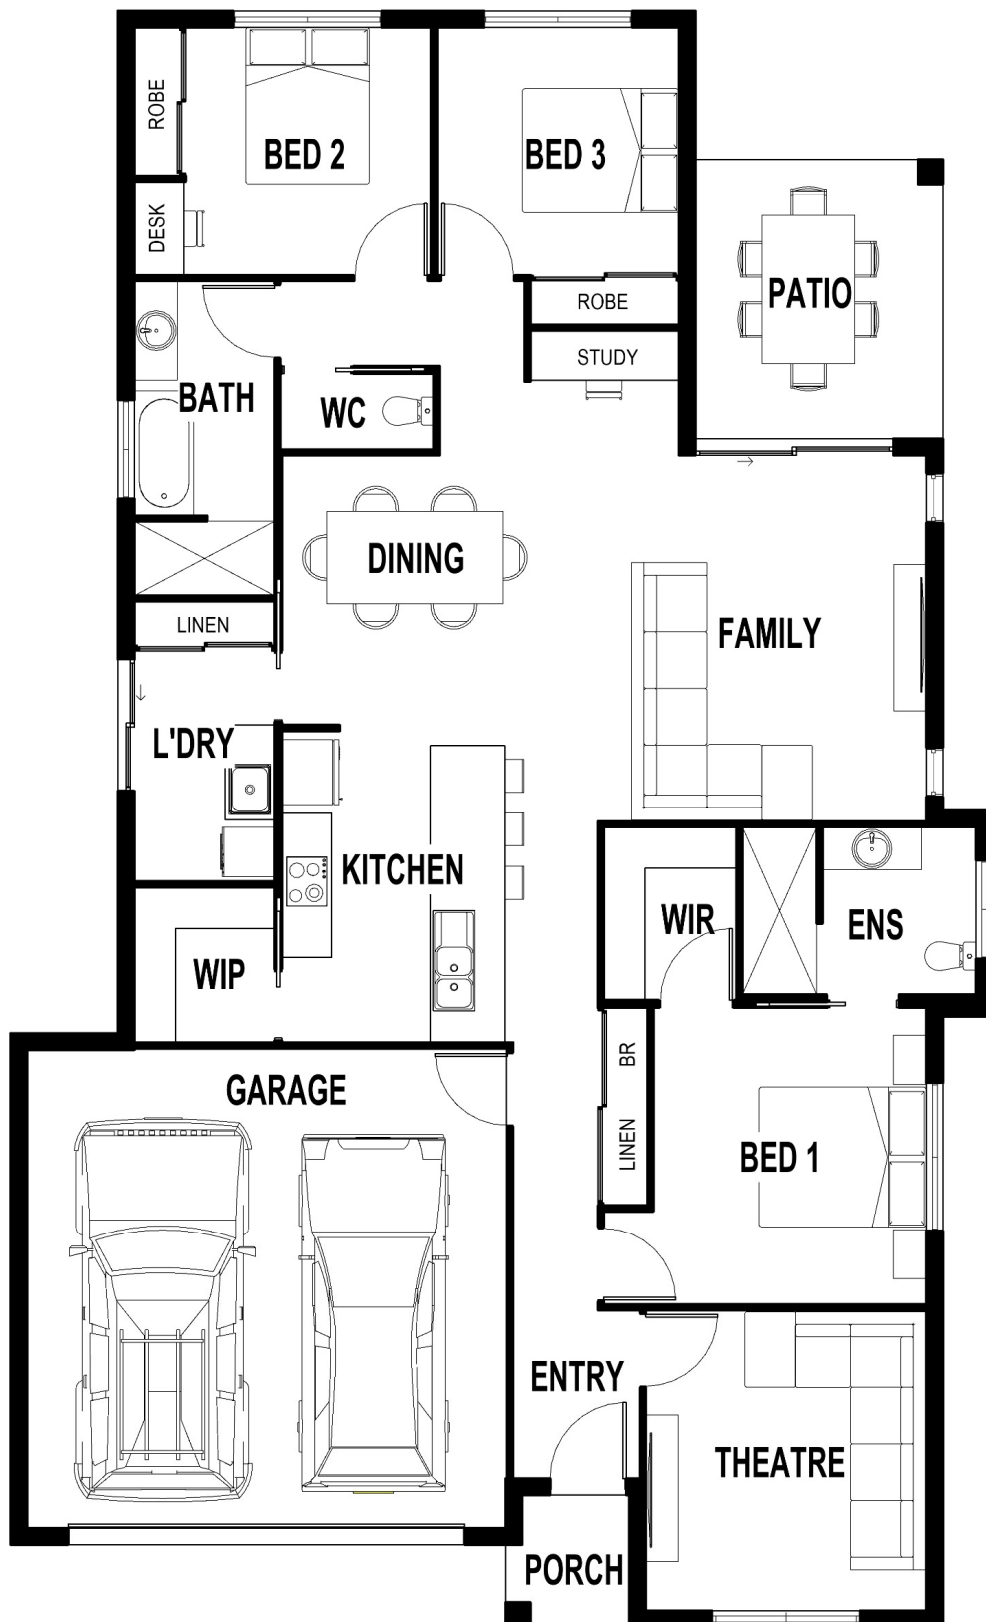 ROBE
BED 2
BED 3
DESK
PATIO
ROBE
STUDY
BATH
WC
DINING
LINEN
FAMILY
L'DRY
KITCHEN
WIR
ENS
WIP
BR
LINEN
GARAGE
BED 1
ENTRY
THEATRE
PORCH